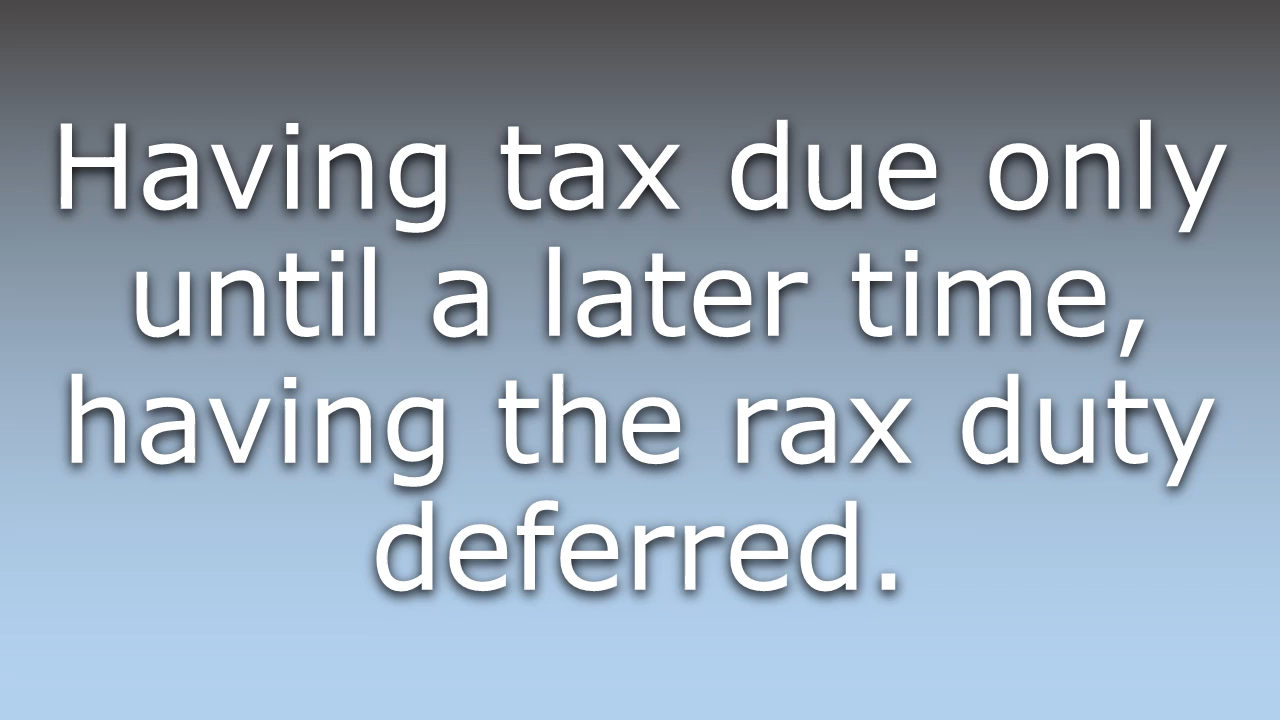 Having tax due only
until a later time,
having the rax duty
deferred.